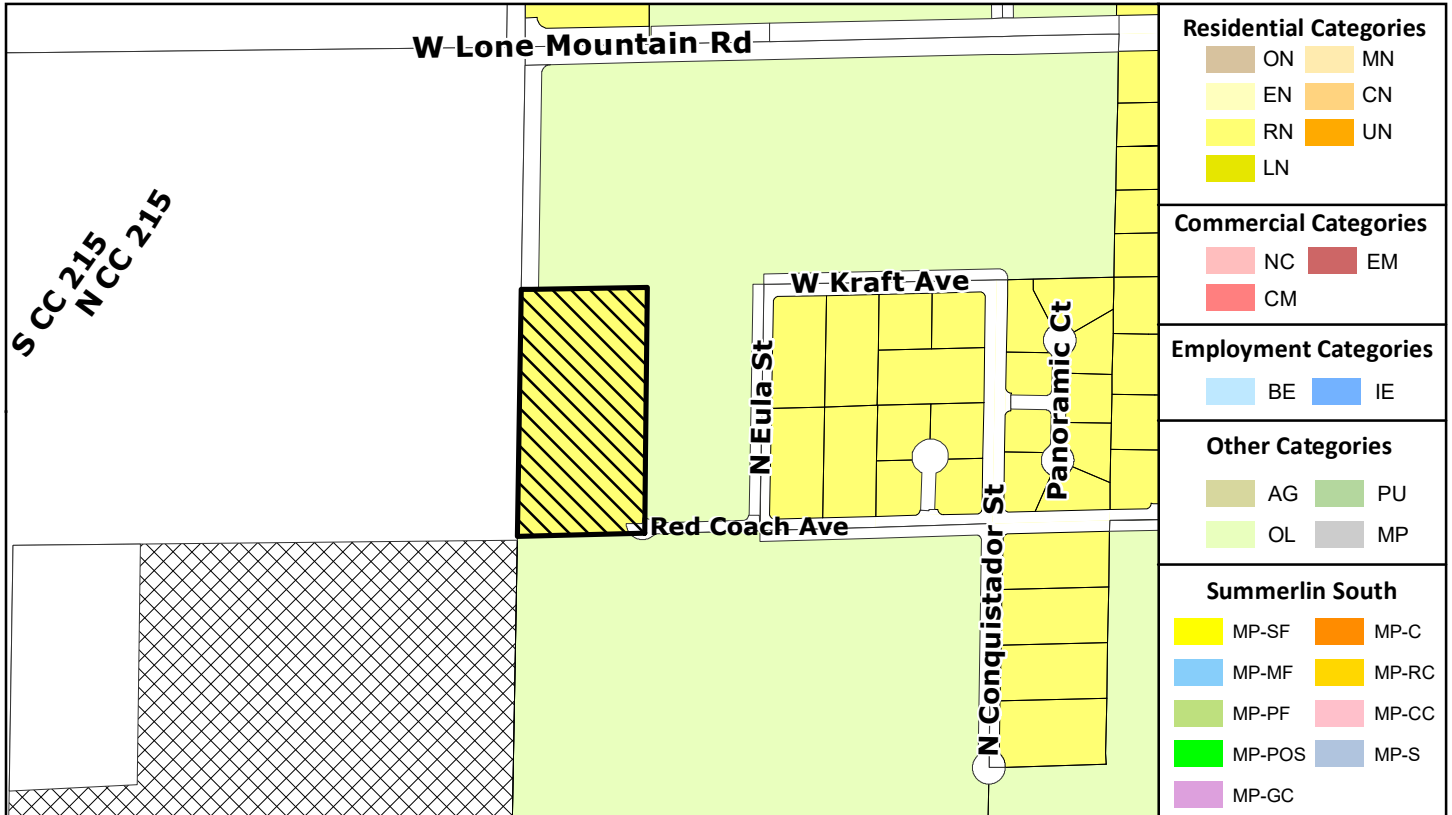 W Lone Mountain Rd
S CC 215
N CC 215
W Kraft Ave
N Eula St
Panoramic Ct
Red Coach Ave
N Conquistador St
Residential Categories
ON MN
EN CN
RN UN
LN
Commercial Categories
NC EM
CM
Employment Categories
BE IE
Other Categories
AG PU
OL MP
Summerlin South
MP-SF MP-C
MP-MF MP-RC
MP-PF MP-CC
MP-POS MP-S
MP-GC